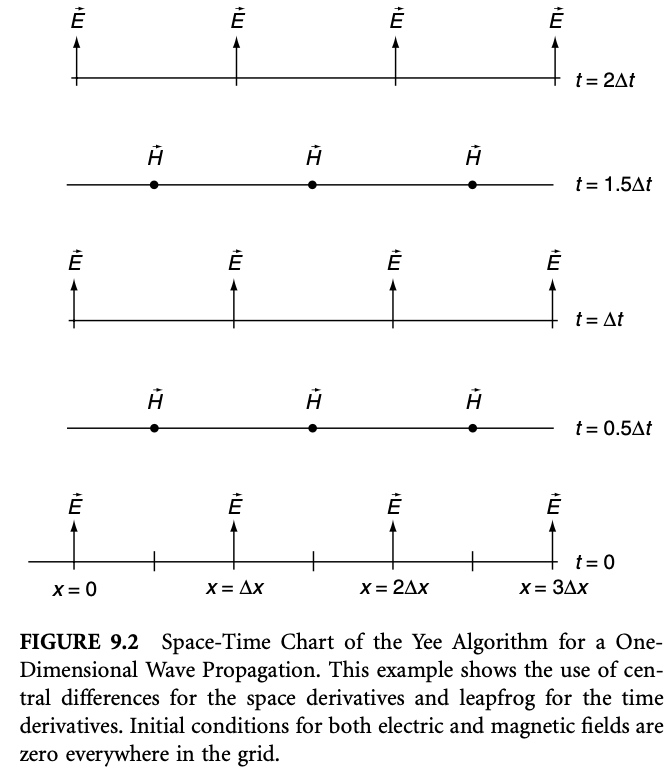 E⃗ E⃗ E⃗ E⃗
t = 2Δt
H⃗ H⃗ H⃗
t = 1.5Δt
E⃗ E⃗ E⃗ E⃗
t = Δt
H⃗ H⃗ H⃗
t = 0.5Δt
E⃗ E⃗ E⃗ E⃗
t = 0
x = 0 x = Δx x = 2Δx x = 3Δx
FIGURE 9.2 Space-Time Chart of the Yee Algorithm for a One-
Dimensional Wave Propagation. This example shows the use of cen-
tral differences for the space derivatives and leapfrog for the time
derivatives. Initial conditions for both electric and magnetic fields are
zero everywhere in the grid.